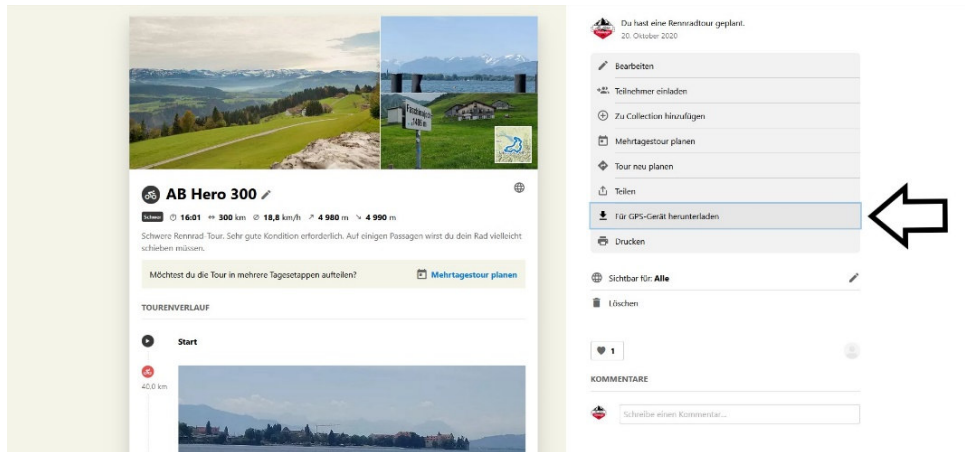 Du hast eine Rennradtour geplant.
20. Oktober 2020
Bearbeiten
Teilnehmer einladen
Zu Collection hinzufügen
Mehrtagestour planen
Tour neu planen
Teilen
Für GPS-Gerät herunterladen
Drucken
Sichtbar für: Alle
Löschen
1
KOMMENTARE
Schreibe einen Kommentar...
AB Hero 300
Schwer 16:01 300 km 18,8 km/h 4 980 m 4 990 m
Schwere Rennrad-Tour. Sehr gute Kondition erforderlich. Auf einigen Passagen wirst du dein Rad vielleicht
schieben müssen.
Möchtest du die Tour in mehrere Tagesetappen aufteilen? Mehrtagestour planen
TOURENVERLAUF
Start
40,0 km